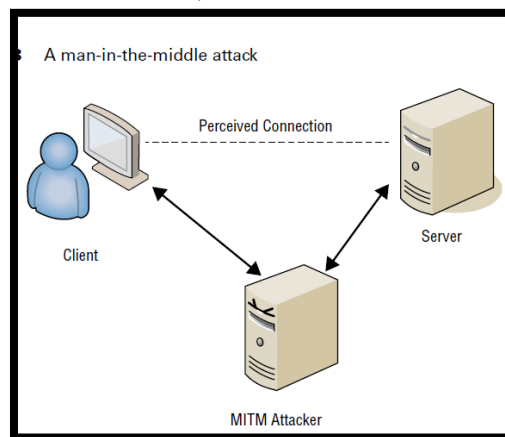 A man-in-the-middle attack
Perceived Connection
Client
Server
MITM Attacker